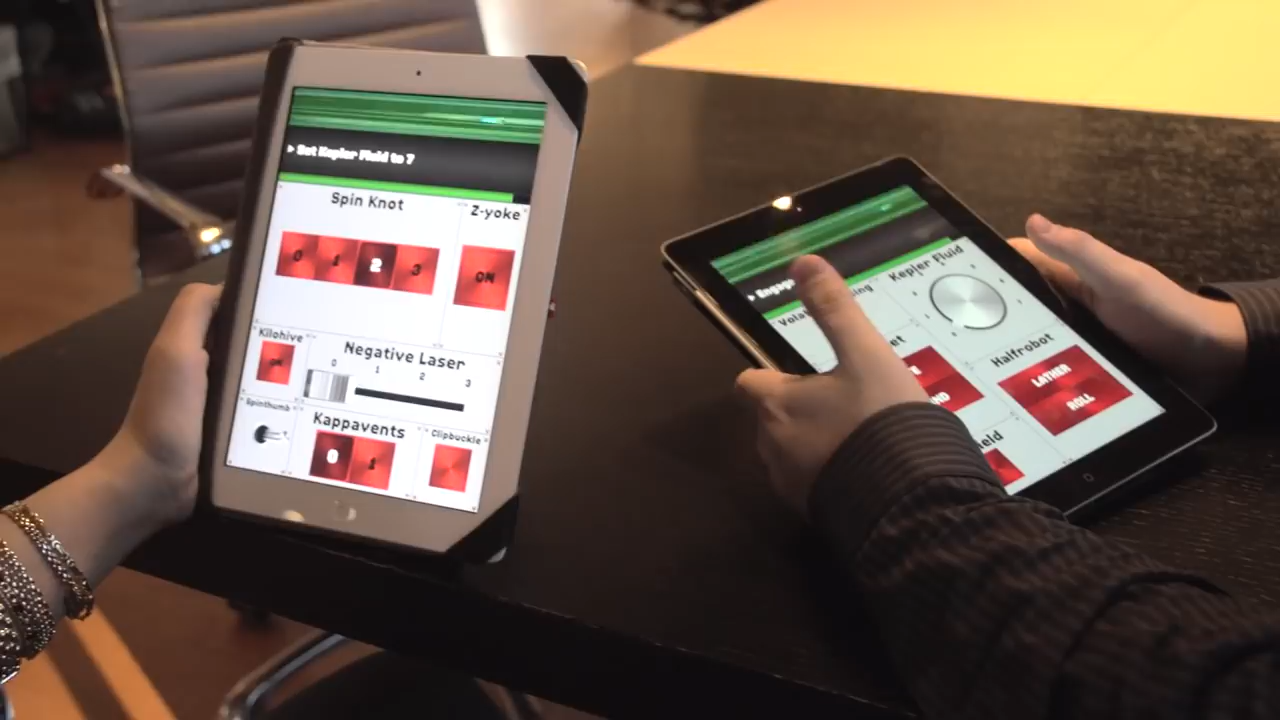 ▸ Set Kepler Fluid to 7
Spin Knot
0 1 2 3
Z-yoke
ON
Kilohive
ON
Negative Laser
0 1 2 3
Spinthumb
Kappavents
0 1
Clipbuckle
Kepler Fluid
Halfrobot
LATHER
ROLL